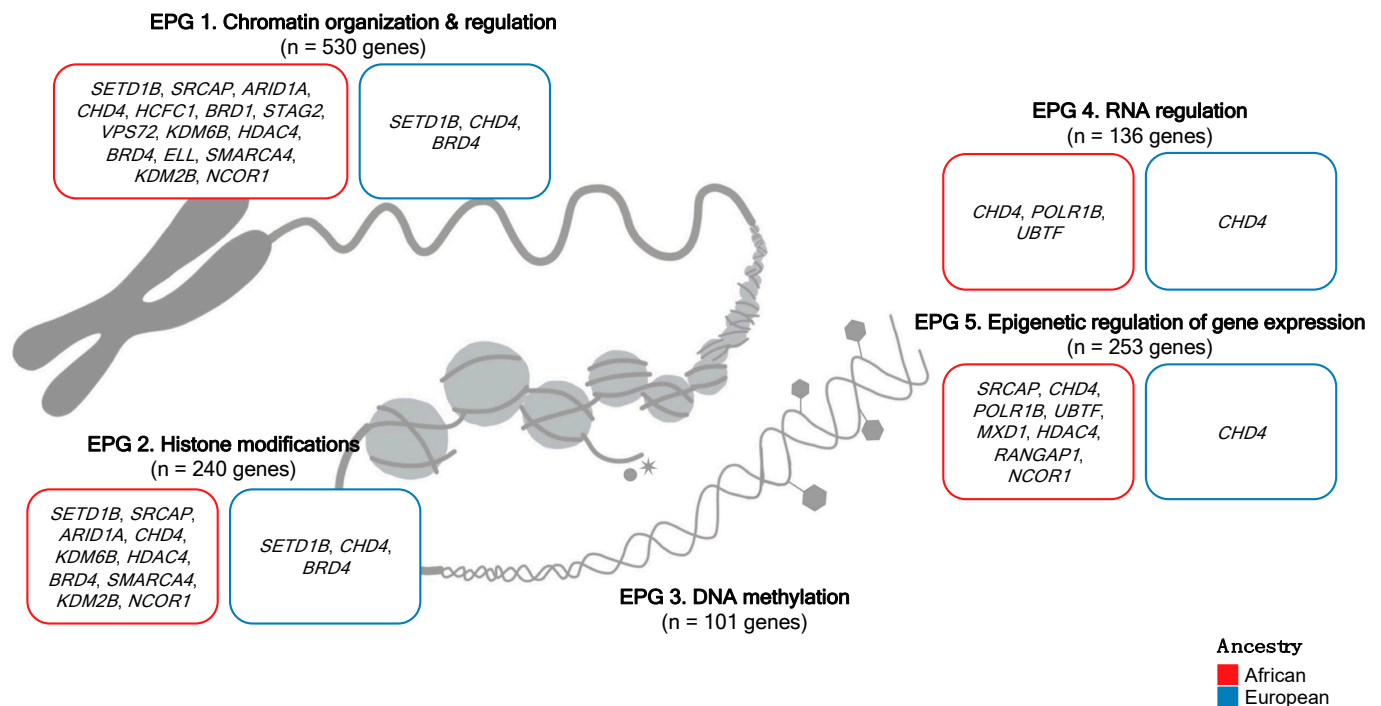 EPG 1. Chromatin organization & regulation
(n = 530 genes)
SETD1B, SRCAP, ARID1A,
CHD4, HCFC1, BRD1, STAG2,
VPS72, KDM6B, HDAC4,
BRD4, ELL, SMARCA4,
KDM2B, NCOR1
SETD1B, CHD4,
BRD4
EPG 4. RNA regulation
(n = 136 genes)
CHD4, POLR1B,
UBTF
CHD4
EPG 5. Epigenetic regulation of gene expression
(n = 253 genes)
SRCAP, CHD4,
POLR1B, UBTF,
MXD1, HDAC4,
RANGAP1,
NCOR1
CHD4
EPG 2. Histone modifications
(n = 240 genes)
SETD1B, SRCAP,
ARID1A, CHD4,
KDM6B, HDAC4,
BRD4, SMARCA4,
KDM2B, NCOR1
SETD1B, CHD4,
BRD4
EPG 3. DNA methylation
(n = 101 genes)
Ancestry
African
European